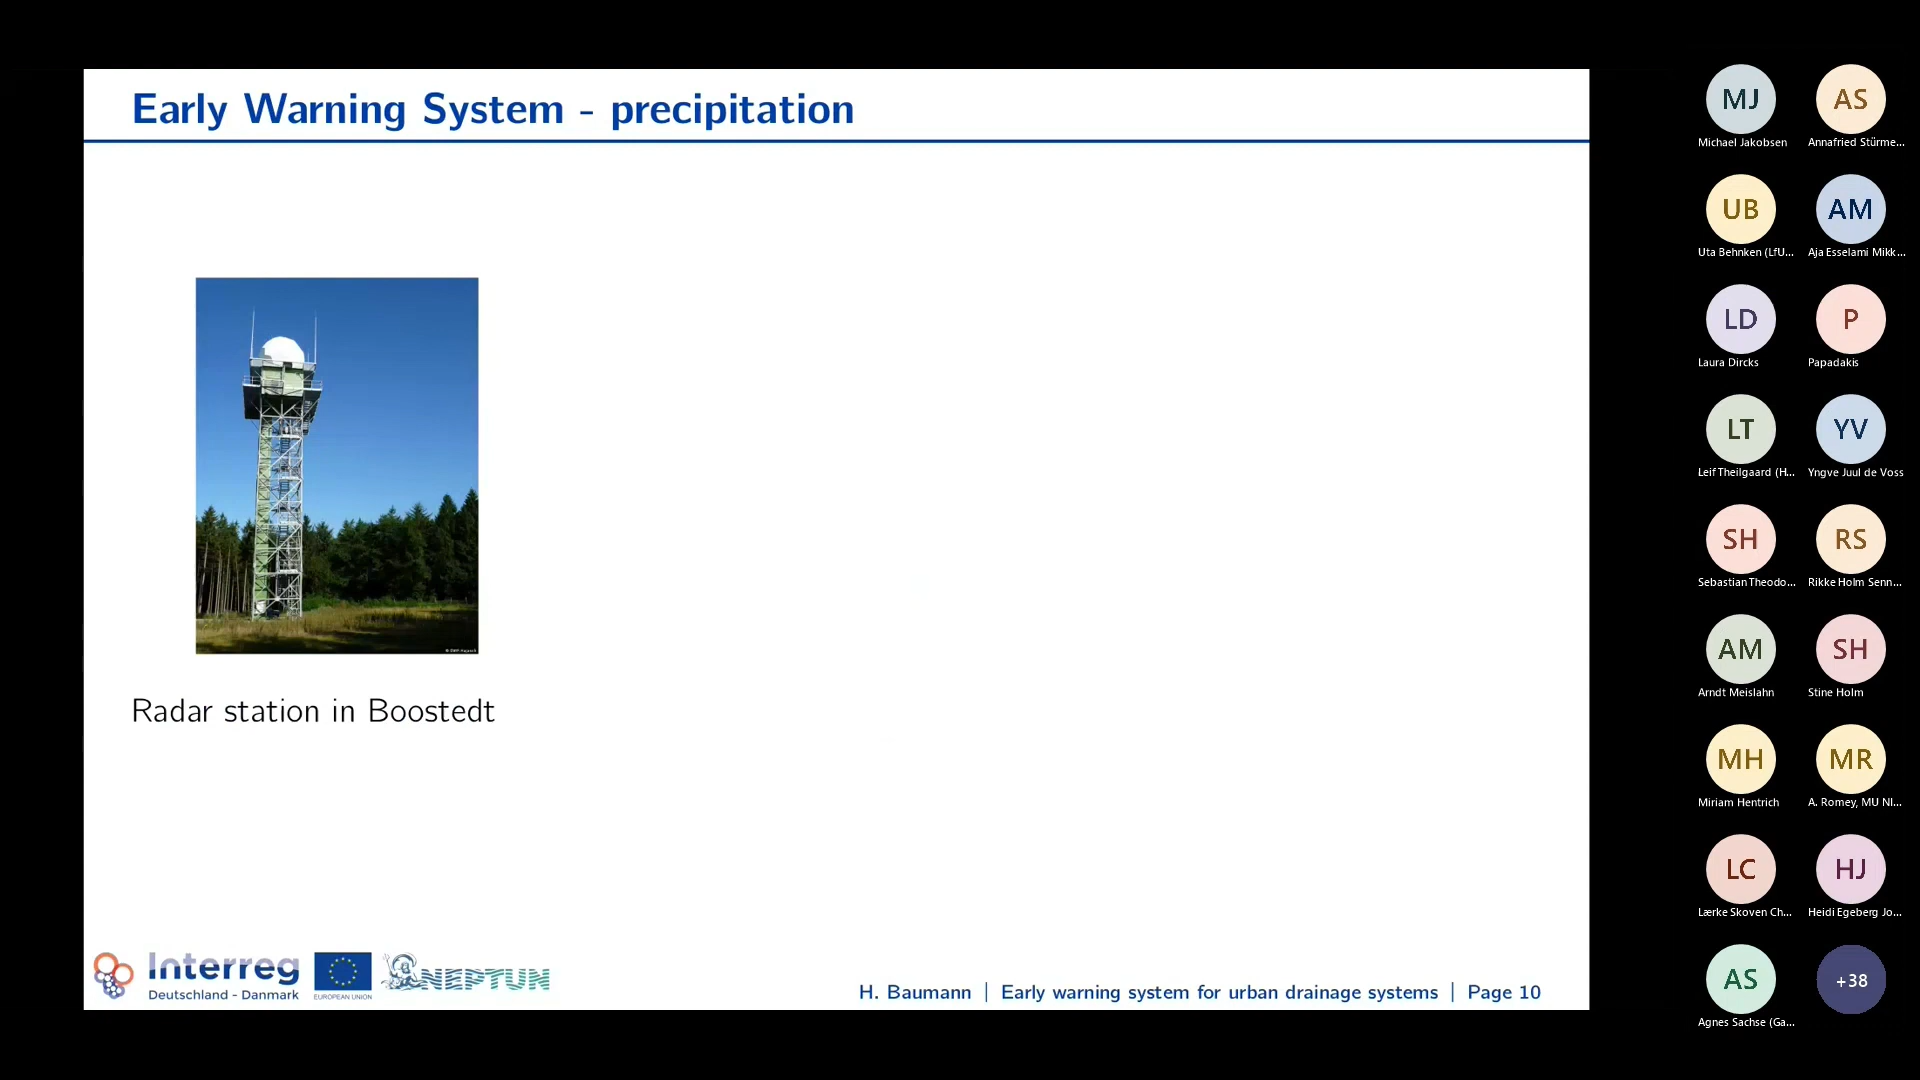 Early Warning System - precipitation
Radar station in Boostedt
Interreg
Deutschland - Danmark
EUROPEAN UNION
NEPTUN
H. Baumann | Early warning system for urban drainage systems | Page 10
MJ
Michael Jakobsen
AS
Annafried Stürme...
UB
Uta Behnken (LfU...
AM
Aja Esselami Mikk...
LD
Laura Dircks
P
Papadakis
LT
Leif Theilgaard (H...
YV
Yngve Juul de Voss
SH
Sebastian Theodo...
RS
Rikke Holm Senn...
AM
Arndt Meislahn
SH
Stine Holm
MH
Miriam Hentrich
MR
A. Romey, MU NI...
LC
Lærke Skoven Ch...
HJ
Heidi Egeberg Jo...
AS
Agnes Sachse (Ga...
+38